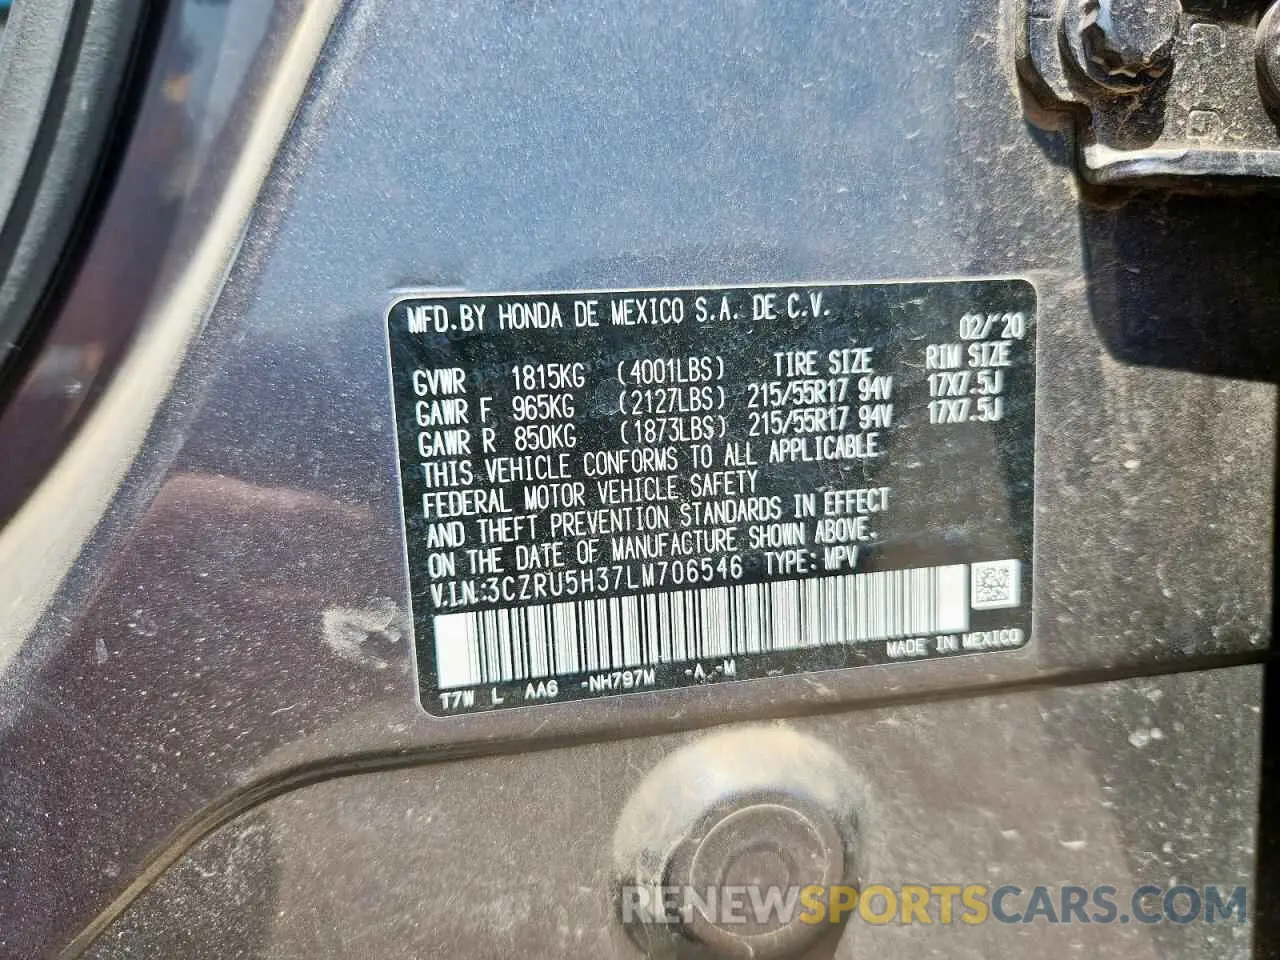 MFD.BY HONDA DE MEXICO S.A. DE C.V.
02/'20
GVWR 1815KG (4001LBS) TIRE SIZE RIM SIZE
GAWR F 965KG (2127LBS) 215/55R17 94V 17X7.5J
GAWR R 850KG (1873LBS) 215/55R17 94V 17X7.5J
THIS VEHICLE CONFORMS TO ALL APPLICABLE
FEDERAL MOTOR VEHICLE SAFETY
AND THEFT PREVENTION STANDARDS IN EFFECT
ON THE DATE OF MANUFACTURE SHOWN ABOVE.
V.I.N:3CZRU5H37LM706546 TYPE: MPV
MADE IN MEXICO
T7W L AA6 -NH797M -A -M
RENEWSPORTSCARS.COM